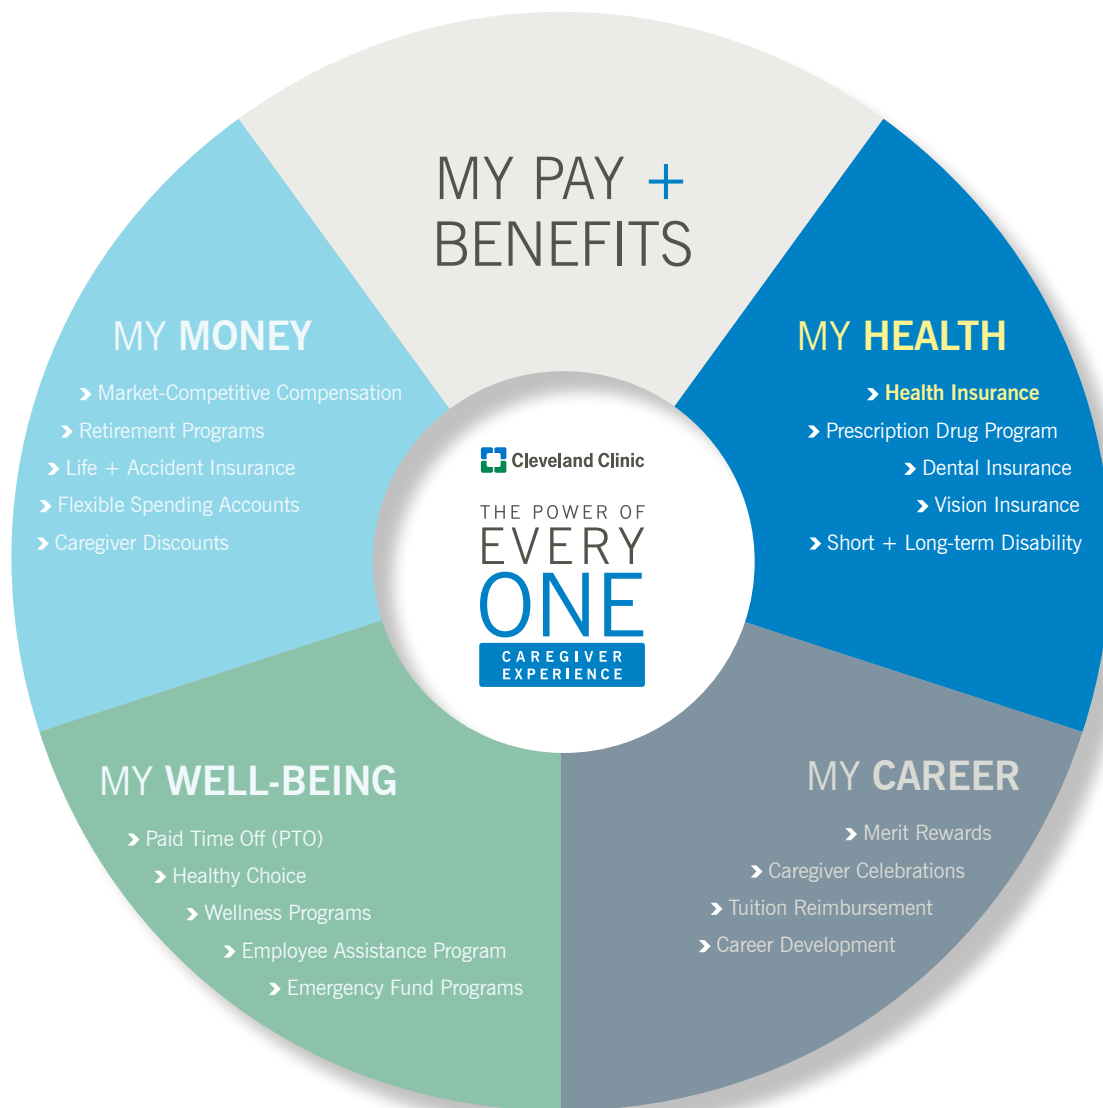 MY PAY +
BENEFITS
MY MONEY
› Market-Competitive Compensation
› Retirement Programs
› Life + Accident Insurance
› Flexible Spending Accounts
› Caregiver Discounts
MY HEALTH
› Health Insurance
› Prescription Drug Program
› Dental Insurance
› Vision Insurance
› Short + Long-term Disability
Cleveland Clinic
THE POWER OF
EVERY
ONE
CAREGIVER
EXPERIENCE
MY WELL-BEING
› Paid Time Off (PTO)
› Healthy Choice
› Wellness Programs
› Employee Assistance Program
› Emergency Fund Programs
MY CAREER
› Merit Rewards
› Caregiver Celebrations
› Tuition Reimbursement
› Career Development